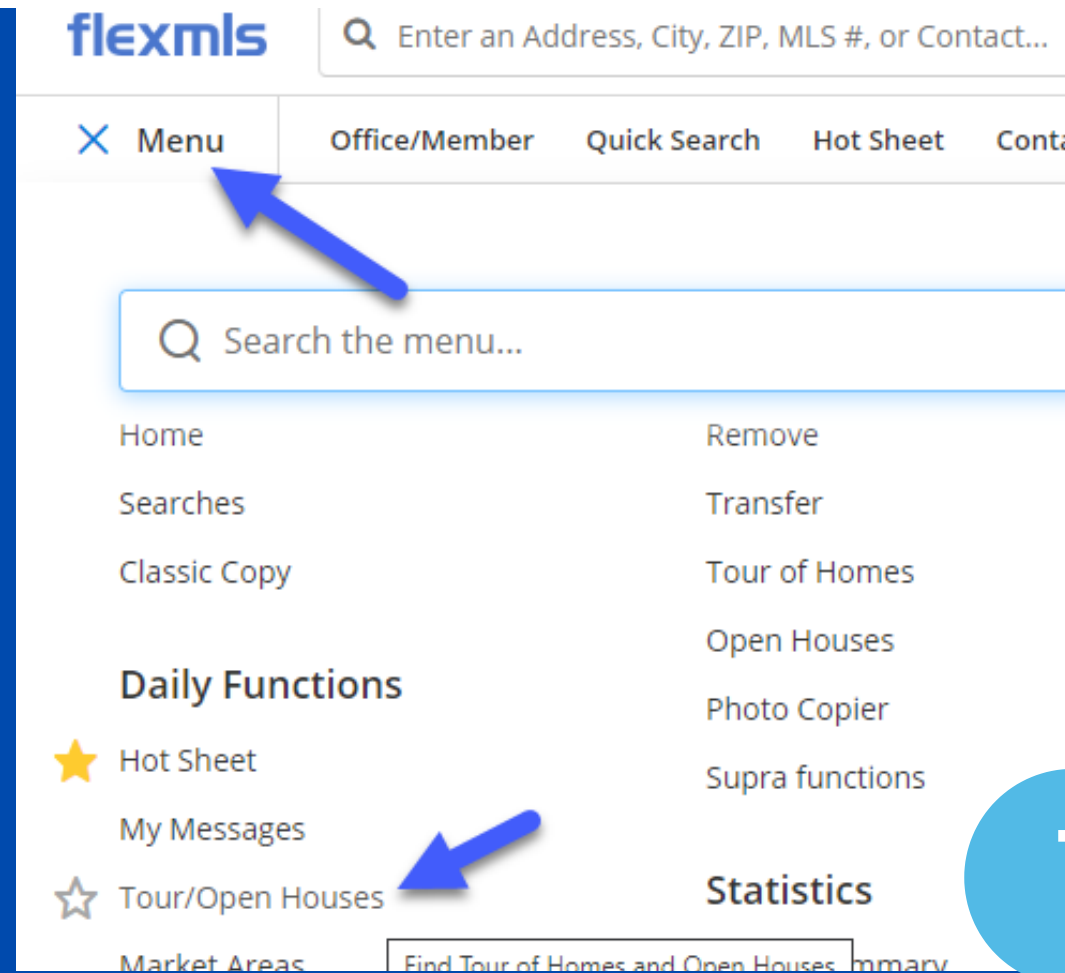 flexmls
Enter an Address, City, ZIP, MLS #, or Contact...
Menu
Office/Member
Quick Search
Hot Sheet
Search the menu...
Home
Searches
Classic Copy
Daily Functions
Hot Sheet
My Messages
Tour/Open Houses
Market Areas
Remove
Transfer
Tour of Homes
Open Houses
Photo Copier
Supra functions
Statistics
Find Tour of Homes and Open Houses